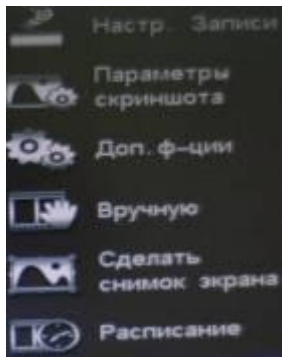 Настр. Записи
Параметры
скриншота
Доп.ф-ции
Вручную
Сделать
снимок экрана
Расписание